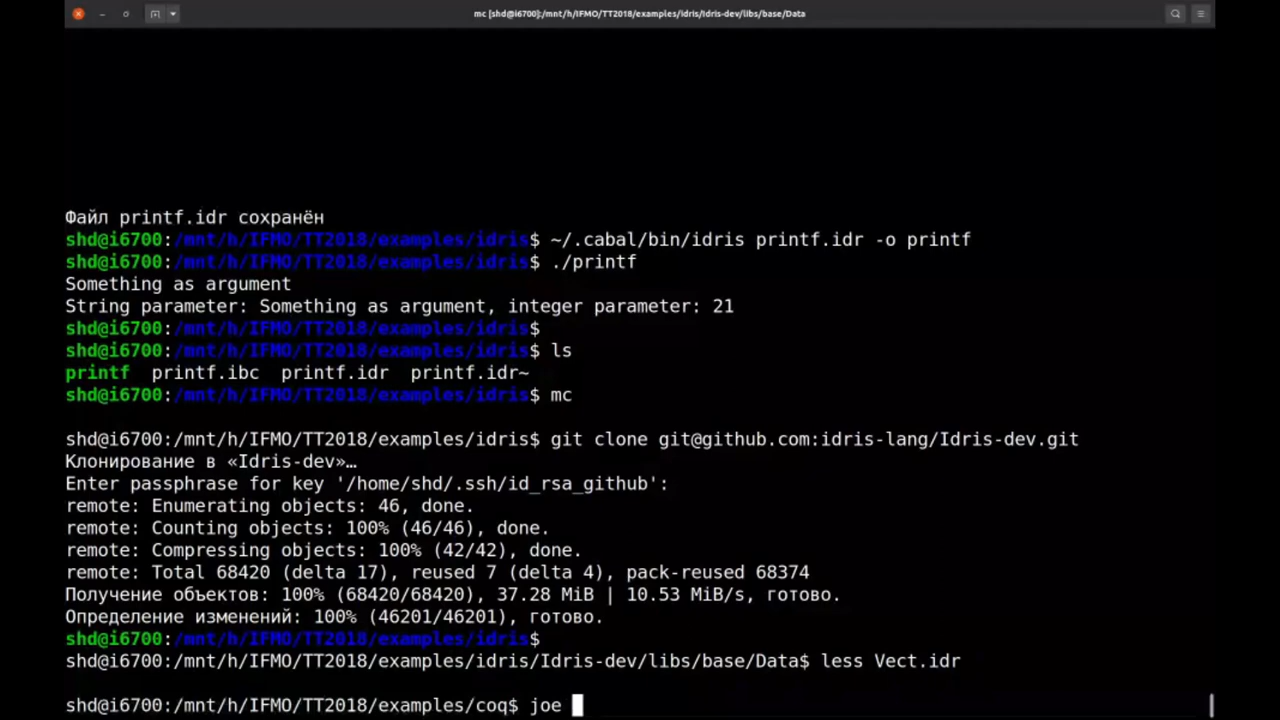 mc [shd@i6700]:/mnt/h/IFMO/TT2018/examples/idris/Idris-dev/libs/base/Data
Файл printf.idr сохранён
shd@i6700:/mnt/h/IFMO/TT2018/examples/idris$ ~/.cabal/bin/idris printf.idr -o printf
shd@i6700:/mnt/h/IFMO/TT2018/examples/idris$ ./printf
Something as argument
String parameter: Something as argument, integer parameter: 21
shd@i6700:/mnt/h/IFMO/TT2018/examples/idris$
shd@i6700:/mnt/h/IFMO/TT2018/examples/idris$ ls
printf  printf.ibc  printf.idr  printf.idr~
shd@i6700:/mnt/h/IFMO/TT2018/examples/idris$ mc
shd@i6700:/mnt/h/IFMO/TT2018/examples/idris$ git clone git@github.com:idris-lang/Idris-dev.git
Клонирование в «Idris-dev»…
Enter passphrase for key '/home/shd/.ssh/id_rsa_github':
remote: Enumerating objects: 46, done.
remote: Counting objects: 100% (46/46), done.
remote: Compressing objects: 100% (42/42), done.
remote: Total 68420 (delta 17), reused 7 (delta 4), pack-reused 68374
Получение объектов: 100% (68420/68420), 37.28 MiB | 10.53 MiB/s, готово.
Определение изменений: 100% (46201/46201), готово.
shd@i6700:/mnt/h/IFMO/TT2018/examples/idris$
shd@i6700:/mnt/h/IFMO/TT2018/examples/idris/Idris-dev/libs/base/Data$ less Vect.idr
shd@i6700:/mnt/h/IFMO/TT2018/examples/coq$ joe